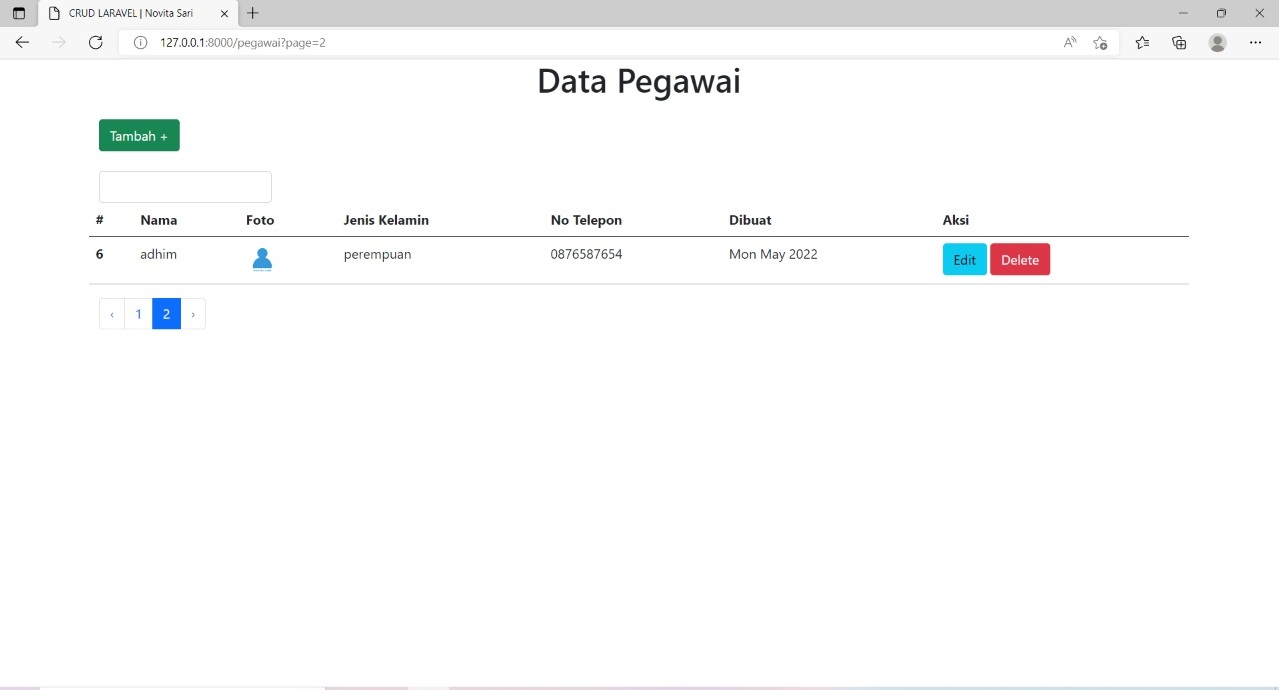 CRUD LARAVEL | Novita Sari
127.0.0.1:8000/pegawai?page=2
Data Pegawai
Tambah +
# Nama Foto Jenis Kelamin No Telepon Dibuat Aksi
6 adhim perempuan 0876587654 Mon May 2022 Edit Delete
‹ 1 2 ›